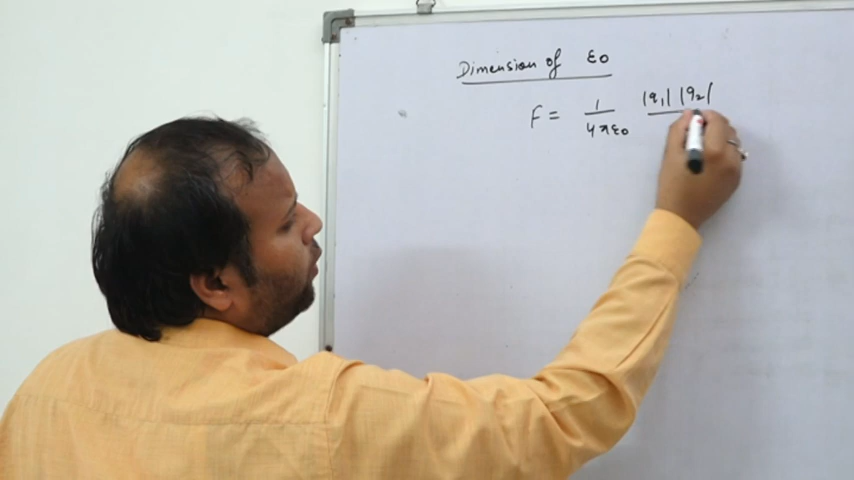 Dimension of ε0
F = 1/4πε0 |q1| |q2|